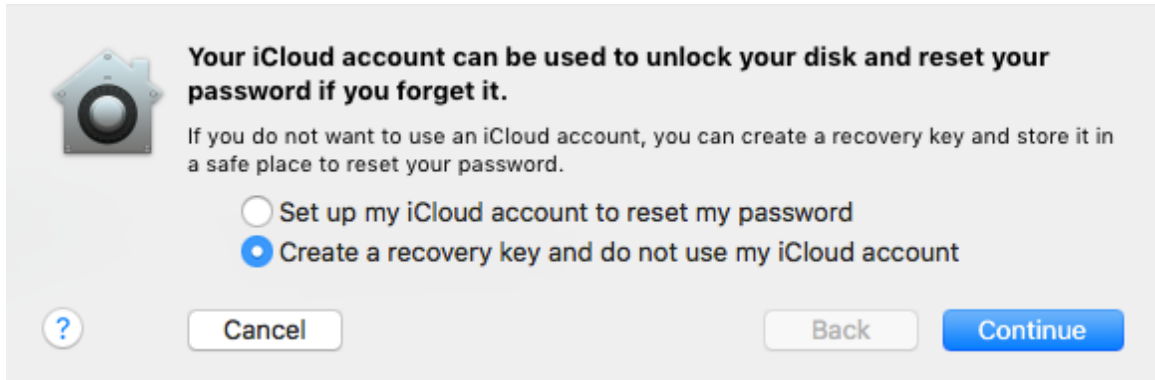 Your iCloud account can be used to unlock your disk and reset your
password if you forget it.
If you do not want to use an iCloud account, you can create a recovery key and store it in
a safe place to reset your password.
Set up my iCloud account to reset my password
Create a recovery key and do not use my iCloud account
? Cancel Back Continue